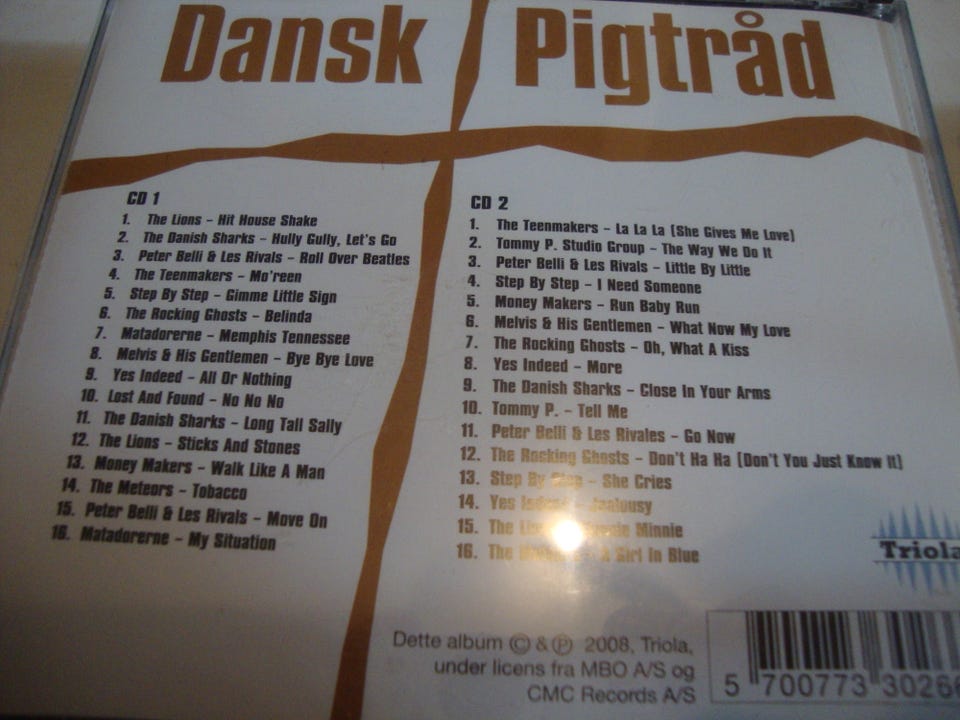 Dansk Pigtråd
CD 1
1. The Lions - Hit House Shake
2. The Danish Sharks - Hully Gully, Let's Go
3. Peter Belli & Les Rivals - Roll Over Beatles
4. The Teenmakers - Mo'reen
5. Step By Step - Gimme Little Sign
6. The Rocking Ghosts - Belinda
7. Matadorerne - Memphis Tennessee
8. Melvis & His Gentlemen - Bye Bye Love
9. Yes Indeed - All Or Nothing
10. Lost And Found - No No No
11. The Danish Sharks - Long Tall Sally
12. The Lions - Sticks And Stones
13. Money Makers - Walk Like A Man
14. The Meteors - Tobacco
15. Peter Belli & Les Rivals - Move On
16. Matadorerne - My Situation
CD 2
1. The Teenmakers - La La La (She Gives Me Love)
2. Tommy P. Studio Group - The Way We Do It
3. Peter Belli & Les Rivals - Little By Little
4. Step By Step - I Need Someone
5. Money Makers - Run Baby Run
6. Melvis & His Gentlemen - What Now My Love
7. The Rocking Ghosts - Oh, What A Kiss
8. Yes Indeed - More
9. The Danish Sharks - Close In Your Arms
10. Tommy P. - Tell Me
11. Peter Belli & Les Rivales - Go Now
12. The Rocking Ghosts - Don't Ha Ha (Don't You Just Know It)
13. Step By Step - She Cries
14. Yes Indeed - Jealousy
15. The Minnie
16. The - A Girl In Blue
Triola
Dette album © & ℗ 2008, Triola,
under licens fra MBO A/S og
CMC Records A/S
5 700773 30266